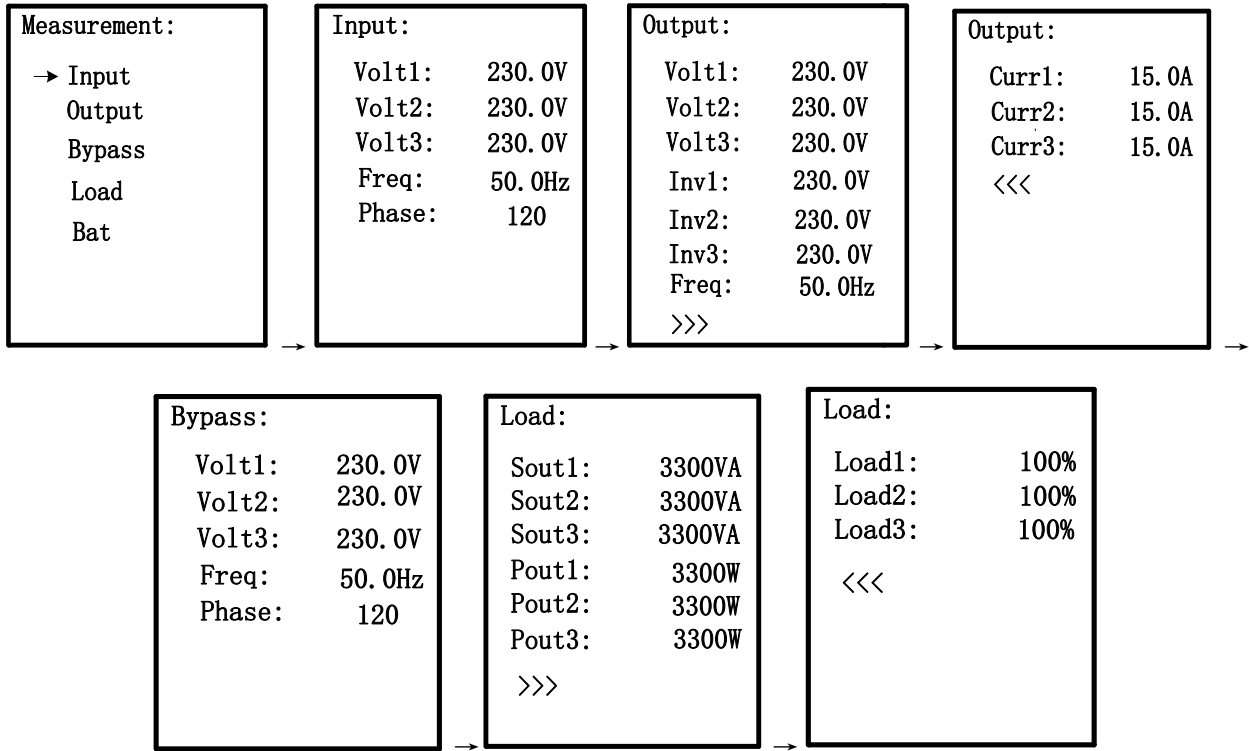 Measurement:
→ Input
Output
Bypass
Load
Bat
→
Input:
Volt1: 230.0V
Volt2: 230.0V
Volt3: 230.0V
Freq: 50.0Hz
Phase: 120
→
Output:
Volt1: 230.0V
Volt2: 230.0V
Volt3: 230.0V
Inv1: 230.0V
Inv2: 230.0V
Inv3: 230.0V
Freq: 50.0Hz
>>>
→
Output:
Curr1: 15.0A
Curr2: 15.0A
Curr3: 15.0A
<<<
→
Bypass:
Volt1: 230.0V
Volt2: 230.0V
Volt3: 230.0V
Freq: 50.0Hz
Phase: 120
→
Load:
Sout1: 3300VA
Sout2: 3300VA
Sout3: 3300VA
Pout1: 3300W
Pout2: 3300W
Pout3: 3300W
>>>
→
Load:
Load1: 100%
Load2: 100%
Load3: 100%
<<<